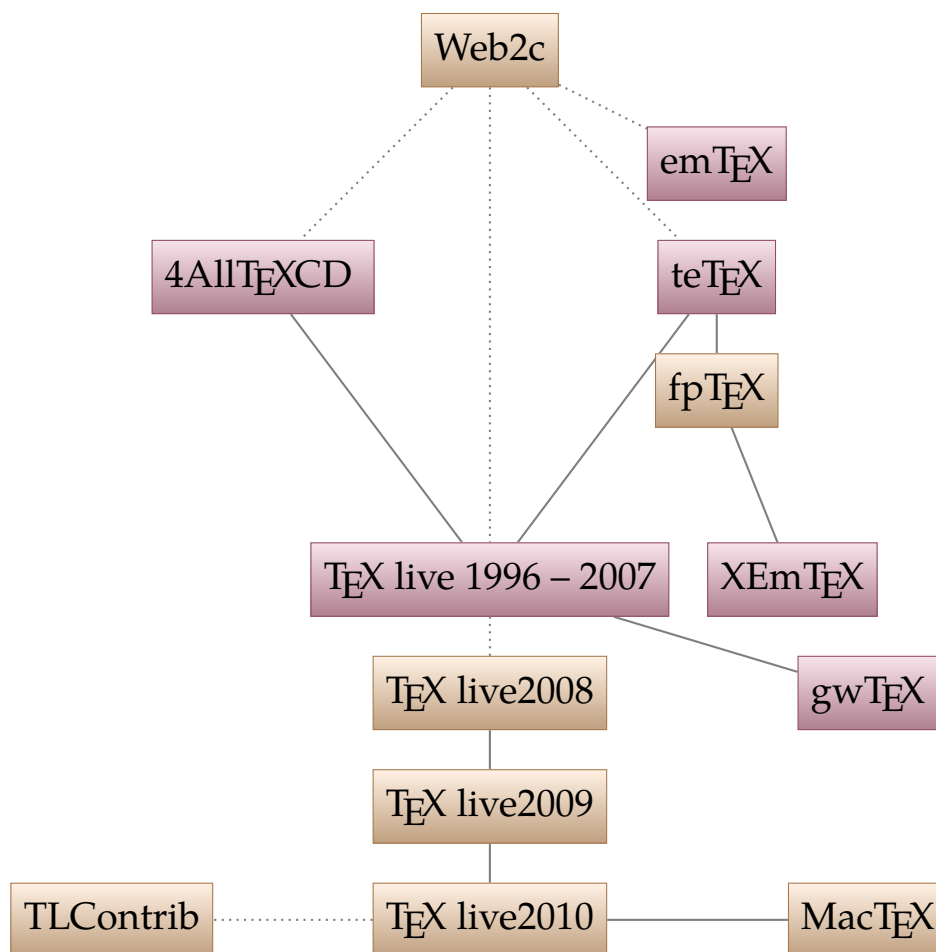 Web2c
emTEX
4AllTEXCD
teTEX
fpTEX
TEX live 1996 – 2007
XEmTEX
TEX live2008
gwTEX
TEX live2009
TLContrib
TEX live2010
MacTEX